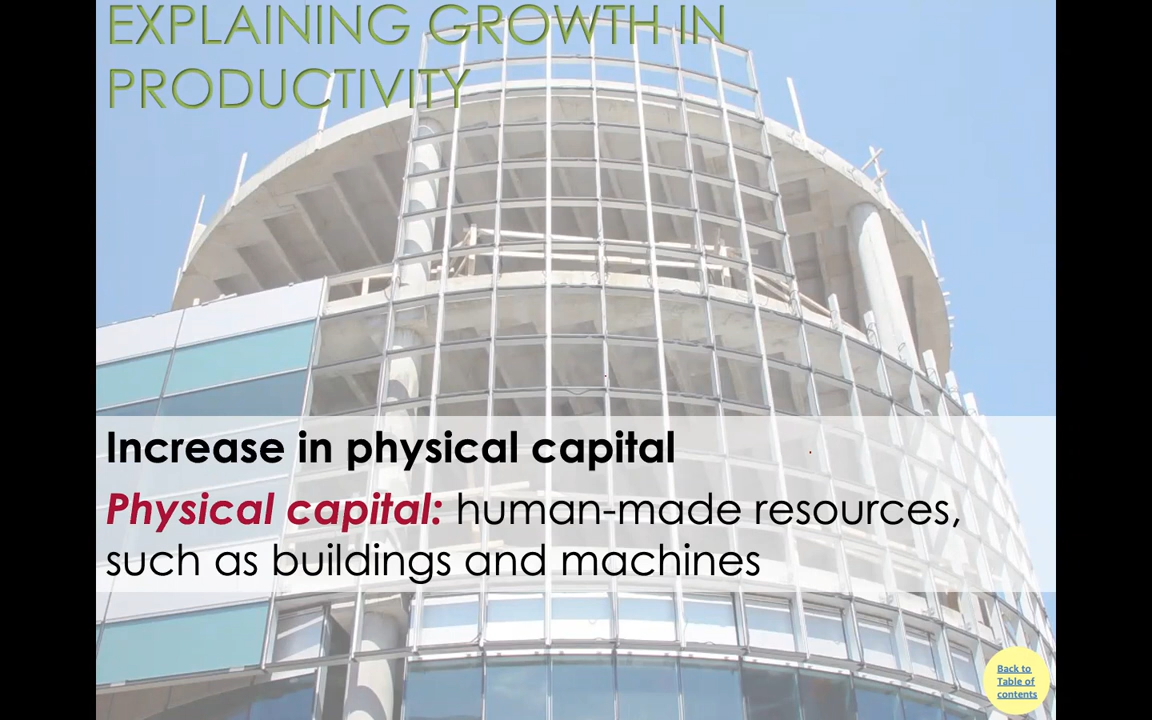 EXPLAINING GROWTH IN
PRODUCTIVITY
Increase in physical capital
Physical capital: human-made resources,
such as buildings and machines
Back to
Table of
contents